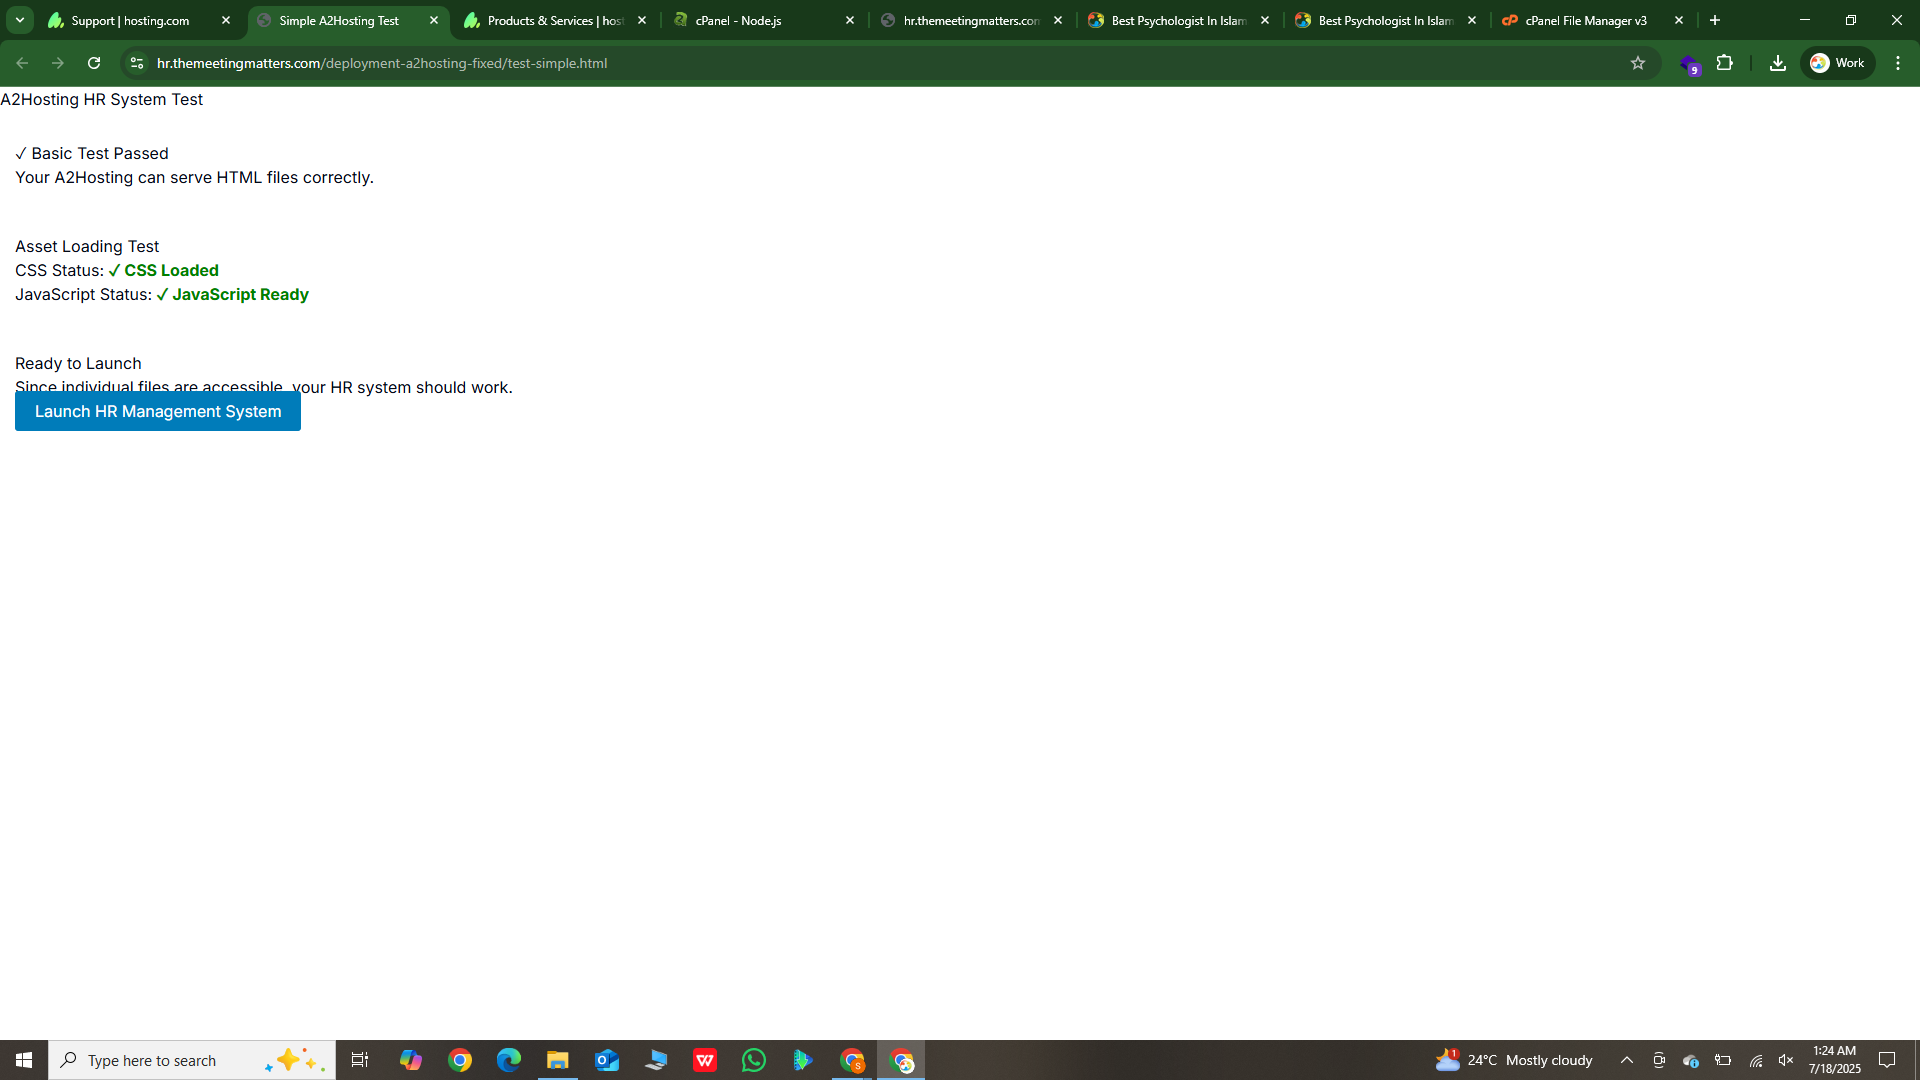 Support | hosting.com
Simple A2Hosting Test
Products & Services | host
cPanel - Node.js
hr.themeetingmatters.com
Best Psychologist In Islam
Best Psychologist In Islam
cPanel File Manager v3
hr.themeetingmatters.com/deployment-a2hosting-fixed/test-simple.html
9
Work
A2Hosting HR System Test
✓ Basic Test Passed
Your A2Hosting can serve HTML files correctly.
Asset Loading Test
CSS Status: ✓ CSS Loaded
JavaScript Status: ✓ JavaScript Ready
Ready to Launch
Since individual files are accessible, your HR system should work.
Launch HR Management System
Type here to search
W
S
1
24°C Mostly cloudy
1:24 AM
7/18/2025